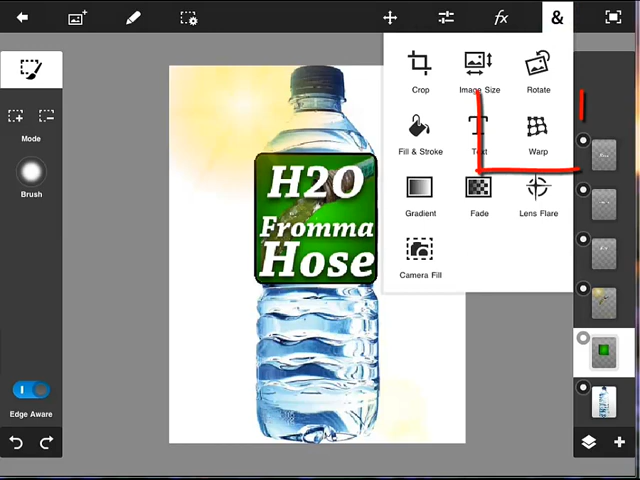 &
Crop
Image Size
Rotate
Fill & Stroke
Text
Warp
Gradient
Fade
Lens Flare
Camera Fill
Mode
Brush
Edge Aware
H2O
Fromma
Hose